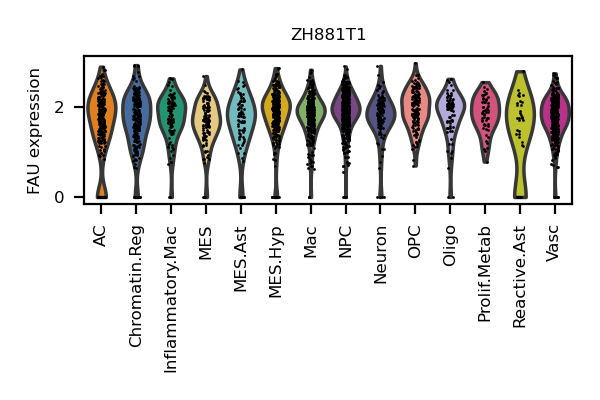 ZH881T1
FAU expression
2
0
AC
Chromatin.Reg
Inflammatory.Mac
MES
MES.Ast
MES.Hyp
Mac
NPC
Neuron
OPC
Oligo
Prolif.Metab
Reactive.Ast
Vasc